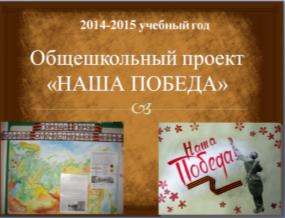 2014-2015 учебный год
Общешкольный проект
«НАША ПОБЕДА»
Наша
Победа